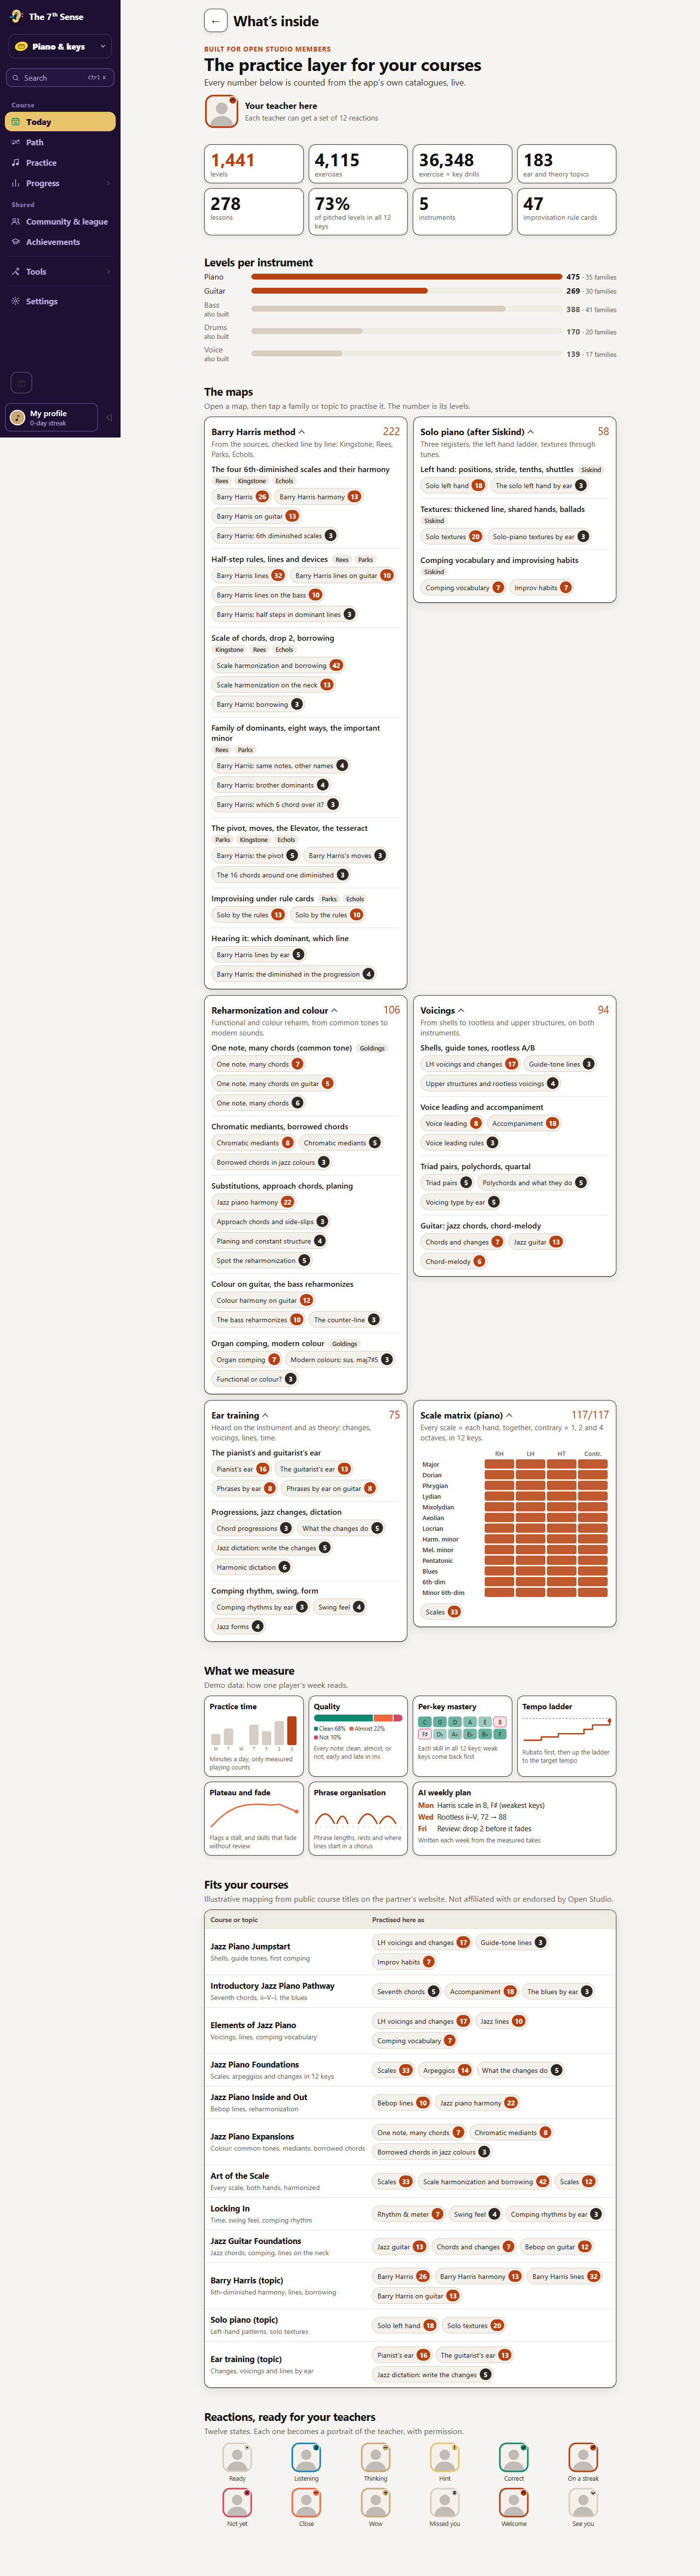 The 7th Sense
Piano & keys
Search Ctrl K
Course
Today
Path
Practice
Progress
Shared
Community & league
Achievements
Tools
Settings
My profile
0-day streak
← What's inside
BUILT FOR OPEN STUDIO MEMBERS
The practice layer for your courses
Every number below is counted from the app's own catalogues, live.
Your teacher here
Each teacher can get a set of 12 reactions
1,441
levels
4,115
exercises
36,348
exercise × key drills
183
ear and theory topics
278
lessons
73%
of pitched levels in all 12
keys
5
instruments
47
improvisation rule cards
Levels per instrument
Piano 475 · 35 families
Guitar 269 · 30 families
Bass
also built
388 · 41 families
Drums
also built
170 · 20 families
Voice
also built
139 · 17 families
The maps
Open a map, then tap a family or topic to practise it. The number is its levels.
Barry Harris method 222
From the sources, checked line by line: Kingstone, Rees,
Parks, Echols.
The four 6th-diminished scales and their harmony
Rees Kingstone Echols
Barry Harris 26 Barry Harris harmony 13
Barry Harris on guitar 13
Barry Harris: 6th diminished scales 3
Half-step rules, lines and devices Rees Parks
Barry Harris lines 32 Barry Harris lines on guitar 10
Barry Harris lines on the bass 10
Barry Harris: half steps in dominant lines 3
Scale of chords, drop 2, borrowing
Kingstone Rees Echols
Scale harmonization and borrowing 42
Scale harmonization on the neck 13
Barry Harris: borrowing 3
Family of dominants, eight ways, the important
minor
Rees Parks
Barry Harris: same notes, other names 4
Barry Harris: brother dominants 4
Barry Harris: which 6 chord over it? 3
The pivot, moves, the Elevator, the tesseract
Parks Kingstone Echols
Barry Harris: the pivot 5 Barry Harris's moves 3
The 16 chords around one diminished 3
Improvising under rule cards Parks Echols
Solo by the rules 13 Solo by the rules 10
Hearing it: which dominant, which line
Barry Harris lines by ear 5
Barry Harris: the diminished in the progression 4
Solo piano (after Siskind) 58
Three registers, the left hand ladder, textures through
tunes.
Left hand: positions, stride, tenths, shuttles Siskind
Solo left hand 18 The solo left hand by ear 3
Textures: thickened line, shared hands, ballads
Siskind
Solo textures 20 Solo-piano textures by ear 3
Comping vocabulary and improvising habits
Siskind
Comping vocabulary 7 Improv habits 7
Reharmonization and colour 106
Functional and colour reharm, from common tones to
modern sounds.
One note, many chords (common tone) Goldings
One note, many chords 7
One note, many chords on guitar 5
One note, many chords 6
Chromatic mediants, borrowed chords
Chromatic mediants 8 Chromatic mediants 5
Borrowed chords in jazz colours 3
Substitutions, approach chords, planing
Jazz piano harmony 22
Approach chords and side-slips 3
Planing and constant structure 4
Spot the reharmonization 5
Colour on guitar, the bass reharmonizes
Colour harmony on guitar 12
The bass reharmonizes 10 The counter-line 3
Organ comping, modern colour Goldings
Organ comping 7 Modern colours: sus, maj7#5 3
Functional or colour? 3
Voicings 94
From shells to rootless and upper structures, on both
instruments.
Shells, guide tones, rootless A/B
LH voicings and changes 17 Guide-tone lines 3
Upper structures and rootless voicings 4
Voice leading and accompaniment
Voice leading 8 Accompaniment 18
Voice leading rules 3
Triad pairs, polychords, quartal
Triad pairs 5 Polychords and what they do 5
Voicing type by ear 5
Guitar: jazz chords, chord-melody
Chords and changes 7 Jazz guitar 13
Chord-melody 6
Ear training 75
Heard on the instrument and as theory: changes,
voicings, lines, time.
The pianist's and guitarist's ear
Pianist's ear 16 The guitarist's ear 13
Phrases by ear 8 Phrases by ear on guitar 8
Progressions, jazz changes, dictation
Chord progressions 3 What the changes do 5
Jazz dictation: write the changes 5
Harmonic dictation 6
Comping rhythm, swing, form
Comping rhythms by ear 3 Swing feel 4
Jazz forms 4
Scale matrix (piano) 117/117
Every scale × each hand, together, contrary × 1, 2 and 4
octaves, in 12 keys.
RH LH HT Contr.
Major
Dorian
Phrygian
Lydian
Mixolydian
Aeolian
Locrian
Harm. minor
Mel. minor
Pentatonic
Blues
6th-dim
Minor 6th-dim
Scales 33
What we measure
Demo data: how one player's week reads.
Practice time
M T W T F S S
Minutes a day, only measured
playing counts
Quality
Clean 68% Almost 22%
Not 10%
Every note: clean, almost, or
not; early and late in ms
Per-key mastery
C G D A E B
F♯ D♭ A♭ E♭ B♭ F
Each skill in all 12 keys; weak
keys come back first
Tempo ladder
Rubato first, then up the ladder
to the target tempo
Plateau and fade
Flags a stall, and skills that fade
without review
Phrase organisation
Phrase lengths, rests and where
lines start in a chorus
AI weekly plan
Mon Harris scale in B, F♯ (weakest keys)
Wed Rootless ii–V, 72 → 88
Fri Review: drop 2 before it fades
Written each week from the measured takes
Fits your courses
Illustrative mapping from public course titles on the partner's website. Not affiliated with or endorsed by Open Studio.
Course or topic Practised here as
Jazz Piano Jumpstart
Shells, guide tones, first comping
LH voicings and changes 17 Guide-tone lines 3
Improv habits 7
Introductory Jazz Piano Pathway
Seventh chords, ii–V–I, the blues
Seventh chords 5 Accompaniment 18 The blues by ear 3
Elements of Jazz Piano
Voicings, lines, comping vocabulary
LH voicings and changes 17 Jazz lines 10
Comping vocabulary 7
Jazz Piano Foundations
Scales, arpeggios and changes in 12 keys
Scales 33 Arpeggios 14 What the changes do 5
Jazz Piano Inside and Out
Bebop lines, reharmonization
Bebop lines 10 Jazz piano harmony 22
Jazz Piano Expansions
Colour: common tones, mediants, borrowed chords
One note, many chords 7 Chromatic mediants 8
Borrowed chords in jazz colours 3
Art of the Scale
Every scale, both hands, harmonized
Scales 33 Scale harmonization and borrowing 42 Scales 12
Locking In
Time, swing feel, comping rhythm
Rhythm & meter 7 Swing feel 4 Comping rhythms by ear 3
Jazz Guitar Foundations
Jazz chords, comping, lines on the neck
Jazz guitar 13 Chords and changes 7 Bebop on guitar 12
Barry Harris (topic)
6th-diminished harmony, lines, borrowing
Barry Harris 26 Barry Harris harmony 13 Barry Harris lines 32
Barry Harris on guitar 13
Solo piano (topic)
Left-hand patterns, solo textures
Solo left hand 18 Solo textures 20
Ear training (topic)
Changes, voicings and lines by ear
Pianist's ear 16 The guitarist's ear 13
Jazz dictation: write the changes 5
Reactions, ready for your teachers
Twelve states. Each one becomes a portrait of the teacher, with permission.
Ready Listening Thinking Hint Correct On a streak
Not yet Close Wow Missed you Welcome See you